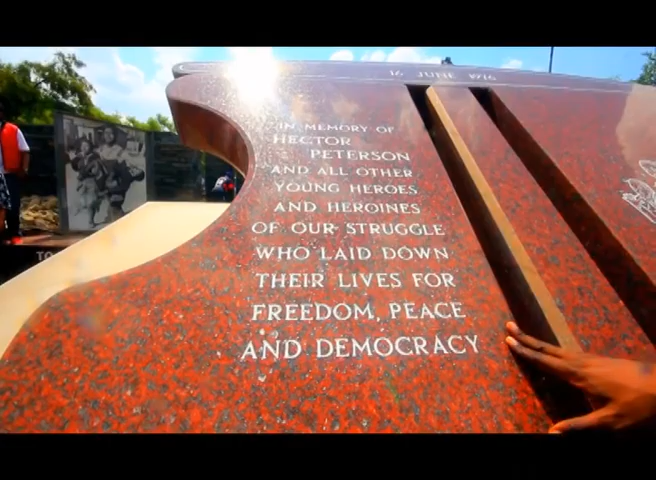 16 JUNE 1976
IN MEMORY OF
HECTOR
PETERSON
AND ALL OTHER
YOUNG HEROES
AND HEROINES
OF OUR STRUGGLE
WHO LAID DOWN
THEIR LIVES FOR
FREEDOM, PEACE
AND DEMOCRACY